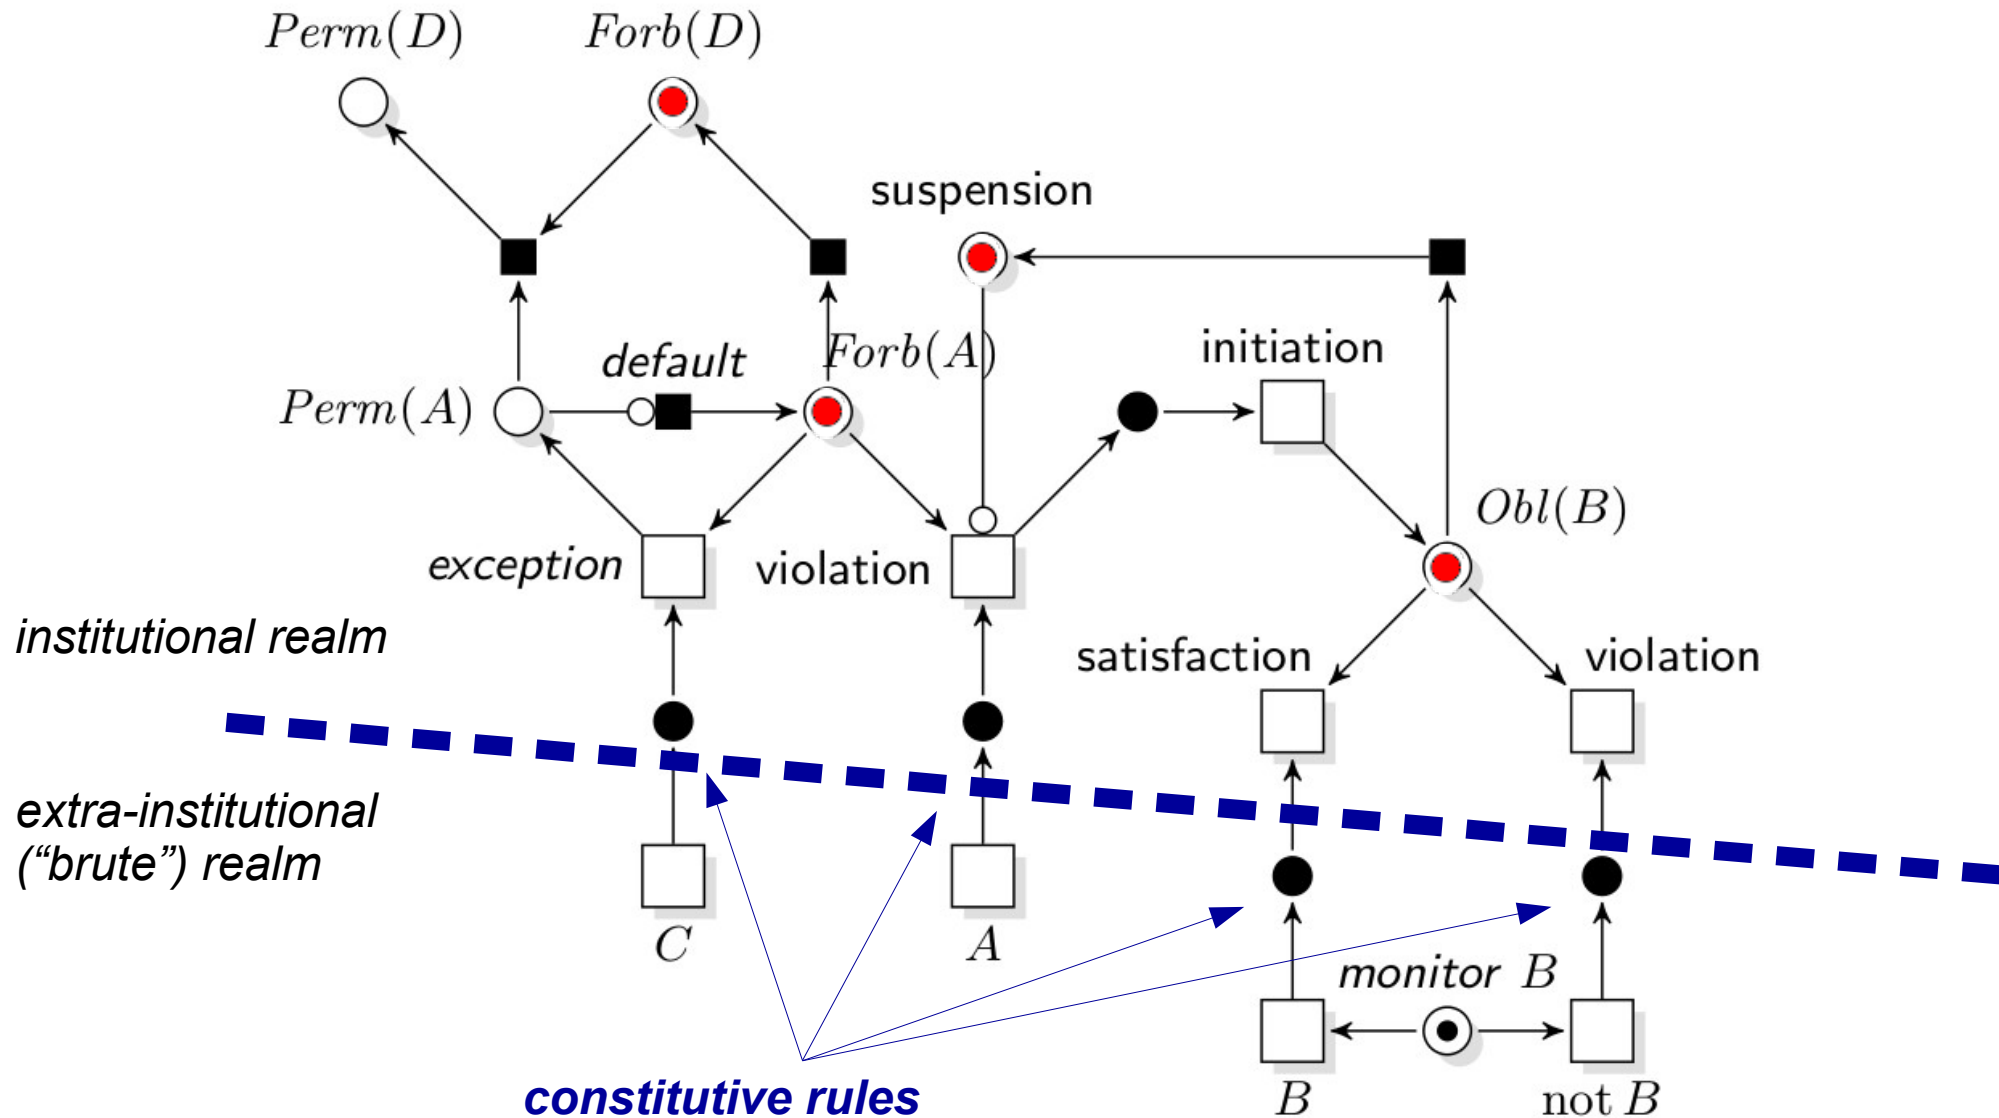 Perm(D)
Forb(D)
suspension
default
Forb(A)
initiation
Perm(A)
Obl(B)
exception
violation
institutional realm
satisfaction
violation
extra-institutional
(“brute”) realm
C
A
monitor B
constitutive rules
B
not B